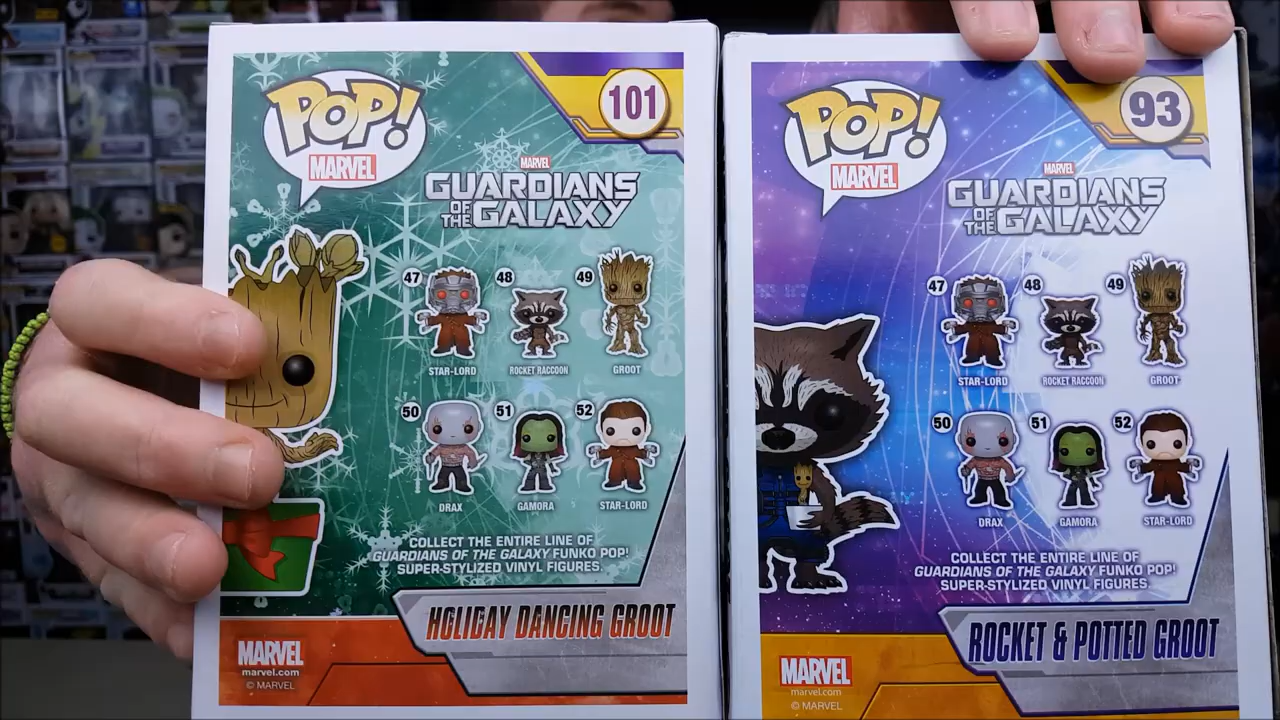 POP!
MARVEL
101
MARVEL
GUARDIANS
OF THE GALAXY
47
48
49
STAR-LORD
ROCKET RACCOON
GROOT
50
51
52
DRAX
GAMORA
STAR-LORD
COLLECT THE ENTIRE LINE OF
GUARDIANS OF THE GALAXY FUNKO POP!
SUPER-STYLIZED VINYL FIGURES.
HOLIDAY DANCING GROOT
MARVEL
marvel.com
© MARVEL
POP!
MARVEL
93
MARVEL
GUARDIANS
OF THE GALAXY
47
48
49
STAR-LORD
ROCKET RACCOON
GROOT
50
51
52
DRAX
GAMORA
STAR-LORD
COLLECT THE ENTIRE LINE OF
GUARDIANS OF THE GALAXY FUNKO POP!
SUPER-STYLIZED VINYL FIGURES.
ROCKET & POTTED GROOT
MARVEL
marvel.com
© MARVEL